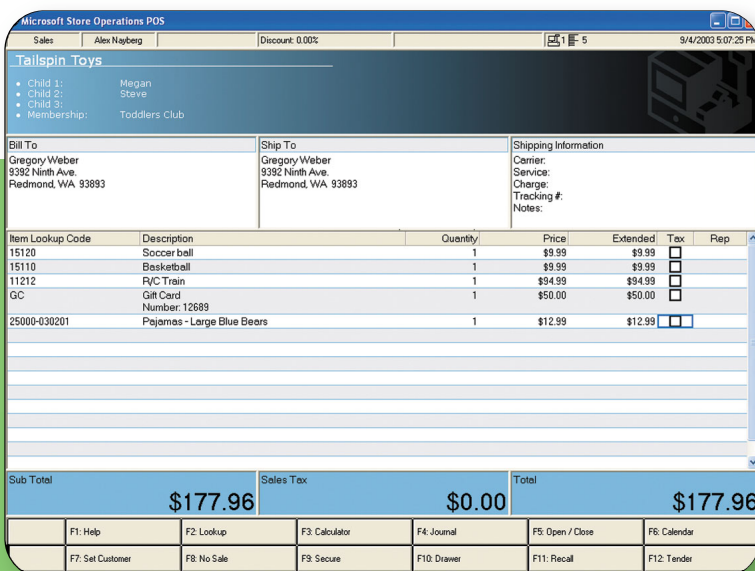 Microsoft Store Operations POS
Sales Alex Nayberg Discount: 0.00% 1 5 9/4/2003 5:07:25 PM
Tailspin Toys
• Child 1: Megan
• Child 2: Steve
• Child 3:
• Membership: Toddlers Club
Bill To
Gregory Weber
9392 Ninth Ave.
Redmond, WA 93893
Ship To
Gregory Weber
9392 Ninth Ave.
Redmond, WA 93893
Shipping Information
Carrier:
Service:
Charge:
Tracking #:
Notes:
Item Lookup Code Description Quantity Price Extended Tax Rep
15120 Soccer ball 1 $9.99 $9.99
15110 Basketball 1 $9.99 $9.99
11212 R/C Train 1 $94.99 $94.99
GC Gift Card 1 $50.00 $50.00
Number: 12689
25000-030201 Pajamas - Large Blue Bears 1 $12.99 $12.99
Sub Total Sales Tax Total
$177.96 $0.00 $177.96
F1: Help F2: Lookup F3: Calculator F4: Journal F5: Open / Close F6: Calendar
F7: Set Customer F8: No Sale F9: Secure F10: Drawer F11: Recall F12: Tender